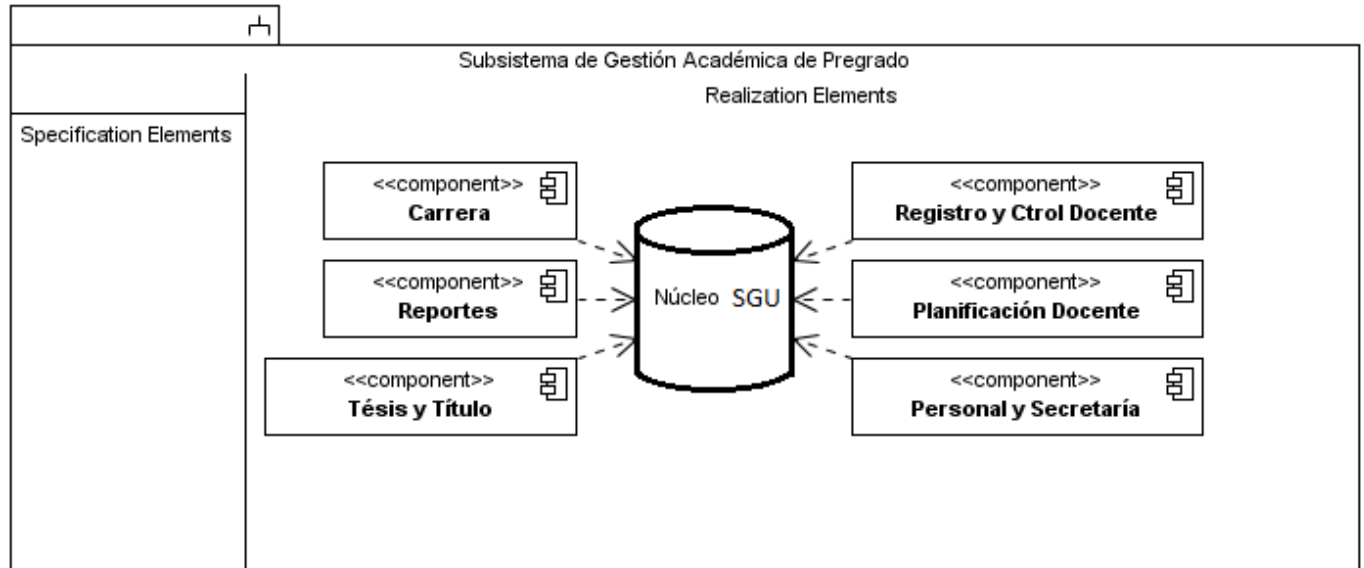 Subsistema de Gestión Académica de Pregrado
Realization Elements
Specification Elements
<<component>>
Carrera
<<component>>
Registro y Ctrol Docente
<<component>>
Reportes
Núcleo SGU
<<component>>
Planificación Docente
<<component>>
Tésis y Título
<<component>>
Personal y Secretaría